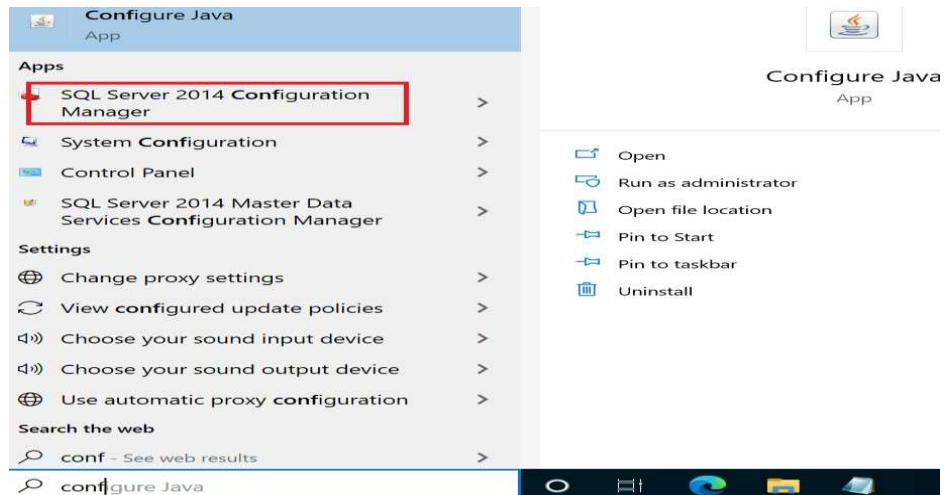 Configure Java
App
Apps
SQL Server 2014 Configuration
Manager
System Configuration
Control Panel
SQL Server 2014 Master Data
Services Configuration Manager
Settings
Change proxy settings
View configured update policies
Choose your sound input device
Choose your sound output device
Use automatic proxy configuration
Search the web
conf - See web results
configure Java
Configure Java
App
Open
Run as administrator
Open file location
Pin to Start
Pin to taskbar
Uninstall